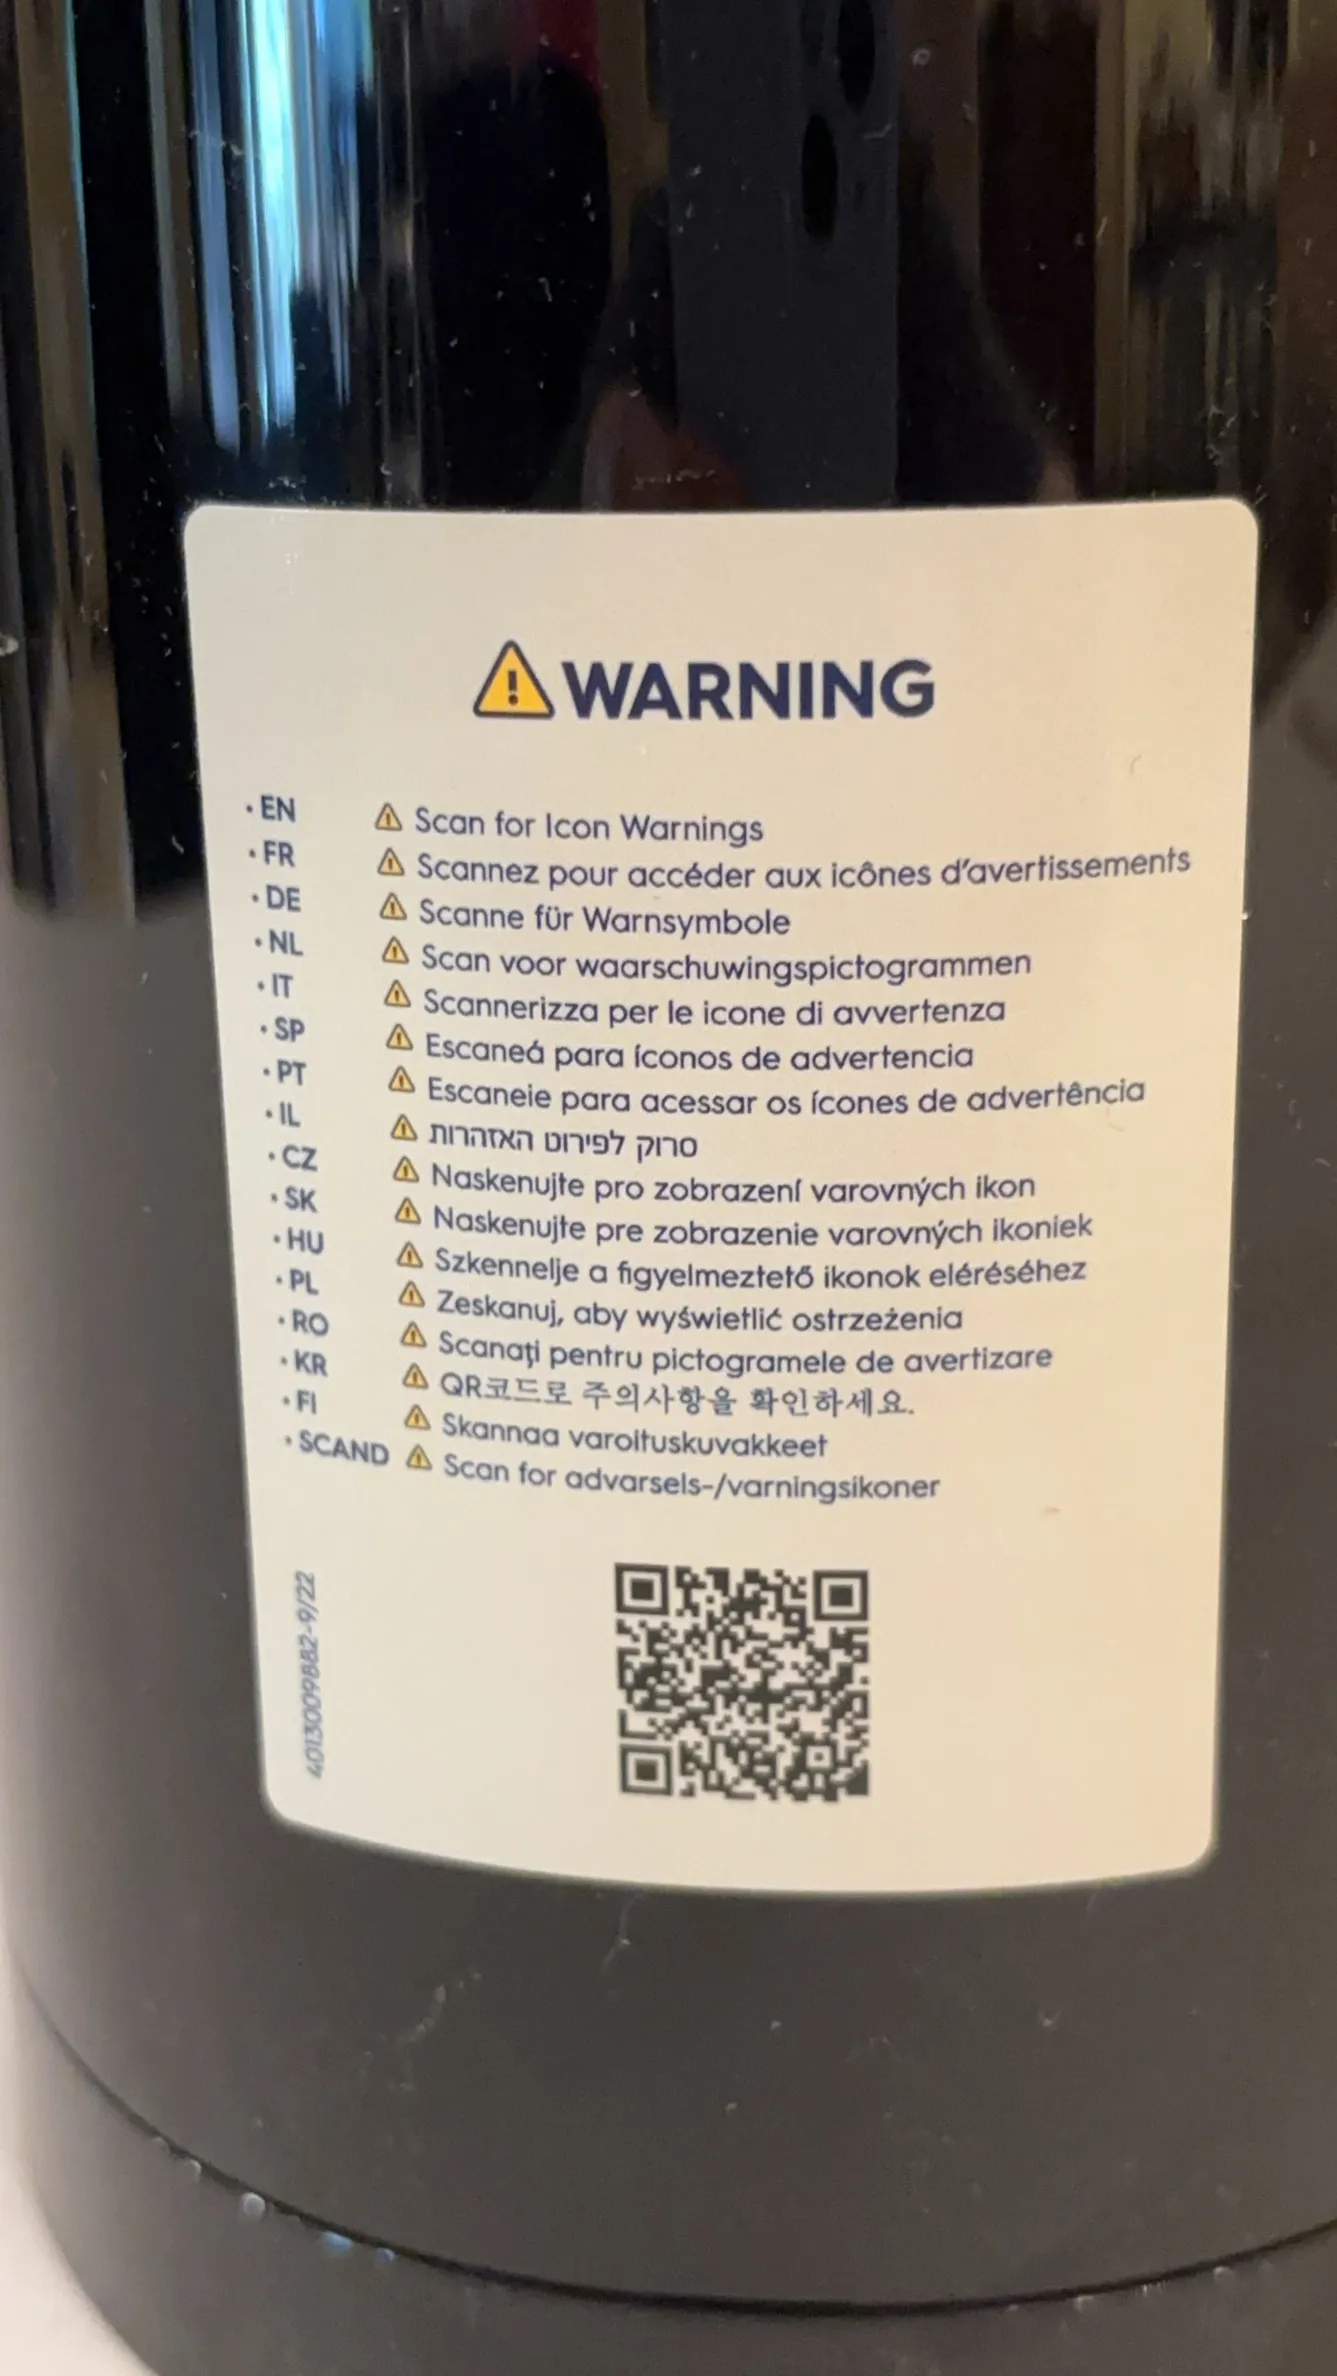 WARNING
· EN Scan for Icon Warnings
· FR Scannez pour accéder aux icônes d'avertissements
· DE Scanne für Warnsymbole
· NL Scan voor waarschuwingspictogrammen
· IT Scannerizza per le icone di avvertenza
· SP Escaneá para íconos de advertencia
· PT Escaneie para acessar os ícones de advertência
· IL סרוק לפירוט האזהרות
· CZ Naskenujte pro zobrazení varovných ikon
· SK Naskenujte pre zobrazenie varovných ikoniek
· HU Szkennelje a figyelmeztető ikonok eléréséhez
· PL Zeskanuj, aby wyświetlić ostrzeżenia
· RO Scanați pentru pictogramele de avertizare
· KR QR코드로 주의사항을 확인하세요.
· FI Skannaa varoituskuvakkeet
· SCAND Scan for advarsels-/varningsikoner
4013009882-9/22